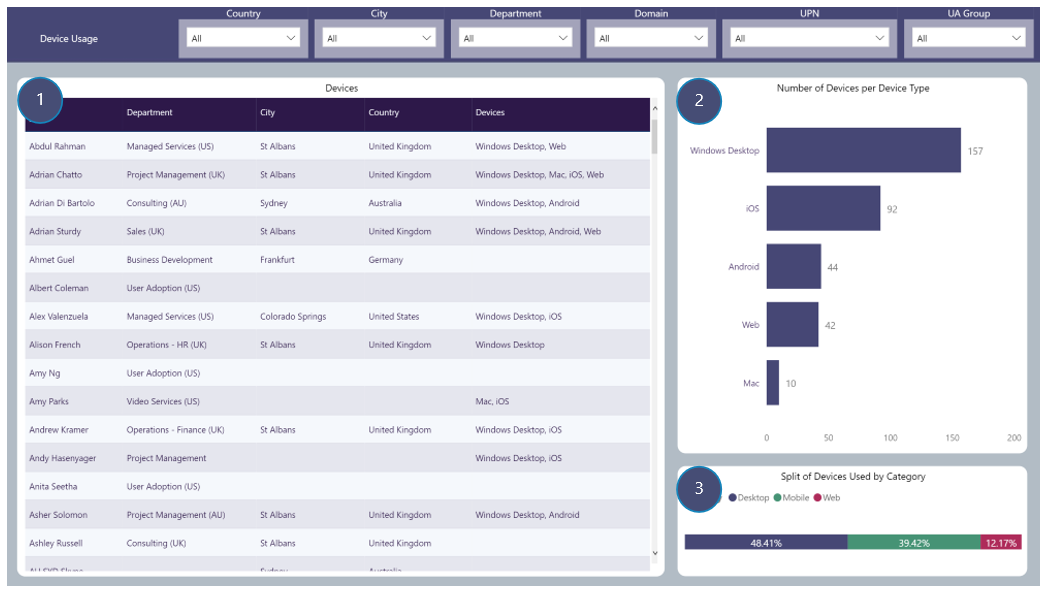 Country City Department Domain UPN UA Group
Device Usage All All All All All All
1 Devices
Department City Country Devices
Abdul Rahman Managed Services (US) St Albans United Kingdom Windows Desktop, Web
Adrian Chatto Project Management (UK) St Albans United Kingdom Windows Desktop, Mac, iOS, Web
Adrian Di Bartolo Consulting (AU) Sydney Australia Windows Desktop, Android
Adrian Sturdy Sales (UK) St Albans United Kingdom Windows Desktop, Android, Web
Ahmet Guel Business Development Frankfurt Germany
Albert Coleman User Adoption (US)
Alex Valenzuela Managed Services (US) Colorado Springs United States Windows Desktop, iOS
Alison French Operations - HR (UK) St Albans United Kingdom Windows Desktop
Amy Ng User Adoption (US)
Amy Parks Video Services (US) Mac, iOS
Andrew Kramer Operations - Finance (UK) St Albans United Kingdom Windows Desktop, iOS
Andy Hasenyager Project Management Windows Desktop, iOS
Anita Seetha User Adoption (US)
Asher Solomon Project Management (AU) St Albans United Kingdom Windows Desktop, Android
Ashley Russell Consulting (UK) St Albans United Kingdom
Sydney Australia
2 Number of Devices per Device Type
Windows Desktop 157
iOS 92
Android 44
Web 42
Mac 10
0 50 100 150 200
3 Split of Devices Used by Category
Desktop Mobile Web
48.41% 39.42% 12.17%